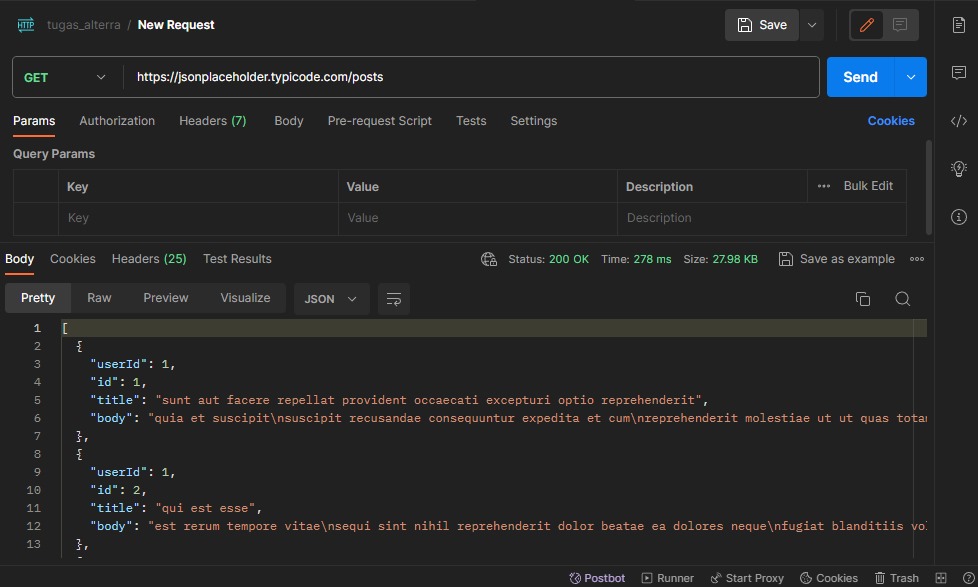 HTTP tugas_alterra / New Request Save
GET https://jsonplaceholder.typicode.com/posts Send
Params Authorization Headers (7) Body Pre-request Script Tests Settings Cookies
Query Params
Key Value Description ••• Bulk Edit
Key Value Description
Body Cookies Headers (25) Test Results Status: 200 OK Time: 278 ms Size: 27.98 KB Save as example
Pretty Raw Preview Visualize JSON
1 [
2 {
3 "userId": 1,
4 "id": 1,
5 "title": "sunt aut facere repellat provident occaecati excepturi optio reprehenderit",
6 "body": "quia et suscipit\nsuscipit recusandae consequuntur expedita et cum\nreprehenderit molestiae ut ut quas
7 },
8 {
9 "userId": 1,
10 "id": 2,
11 "title": "qui est esse",
12 "body": "est rerum tempore vitae\nsequi sint nihil reprehenderit dolor beatae ea dolores neque\nfugiat blanditiis
13 },
Postbot Runner Start Proxy Cookies Trash